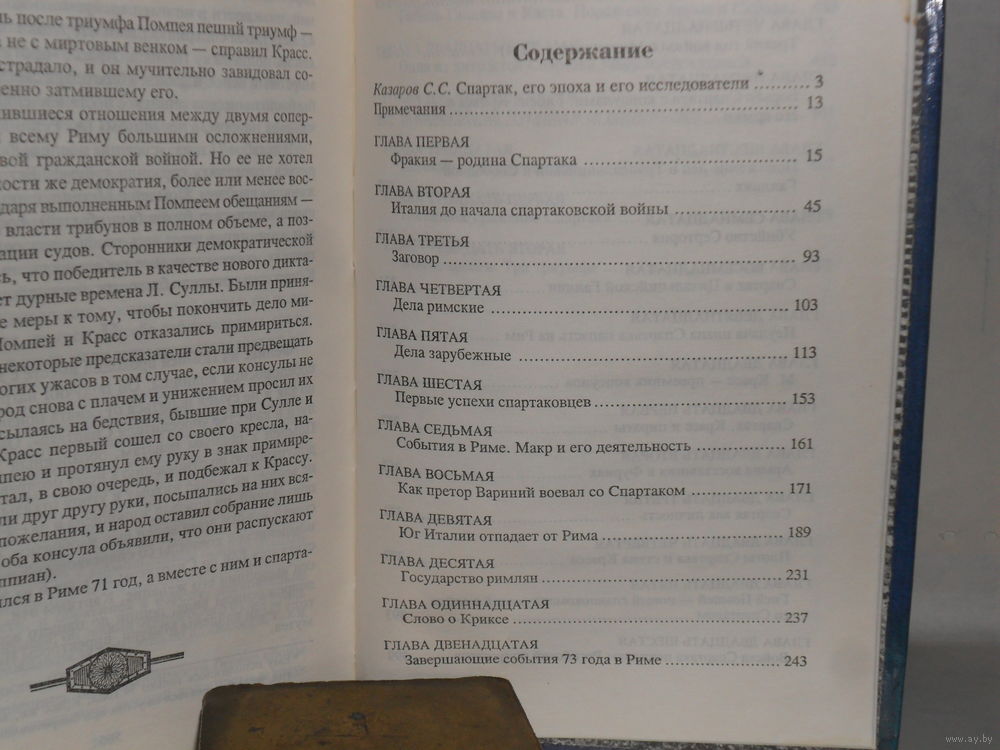 ь после триумфа Помпея пеший триумф —
а не с миртовым венком — справил Красс.
страдало, и он мучительно завидовал со-
енно затмившему его.
ившиеся отношения между двумя сопер-
всему Риму большими осложнениями,
вой гражданской войной. Но ее не хотел
кости же демократия, более или менее вос-
даря выполненным Помпеем обещаниям —
власти трибунов в полном объеме, а поз-
ации судов. Сторонники демократической
сь, что победитель в качестве нового дикта-
ет дурные времена Л. Суллы. Были приня-
е меры к тому, чтобы покончить дело ми-
Помпей и Красс отказались примириться.
некоторые предсказатели стали предвещать
огих ужасов в том случае, если консулы не
род снова с плачем и унижением просил их
сылаясь на бедствия, бывшие при Сулле и
Красс первый сошел со своего кресла, на-
мпею и протянул ему руку в знак примире-
тал, в свою очередь, и подбежал к Крассу.
ли друг другу руки, посыпались на них вся-
пожелания, и народ оставил собрание лишь
оба консула объявили, что они распускают
ппиан).
лся в Риме 71 год, а вместе с ним и спарта-
Содержание
Казаров С.С. Спартак, его эпоха и его исследователи .......... 3
Примечания .......... 13
ГЛАВА ПЕРВАЯ
Фракия — родина Спартака .......... 15
ГЛАВА ВТОРАЯ
Италия до начала спартаковской войны .......... 45
ГЛАВА ТРЕТЬЯ
Заговор .......... 93
ГЛАВА ЧЕТВЕРТАЯ
Дела римские .......... 103
ГЛАВА ПЯТАЯ
Дела зарубежные .......... 113
ГЛАВА ШЕСТАЯ
Первые успехи спартаковцев .......... 153
ГЛАВА СЕДЬМАЯ
События в Риме. Макр и его деятельность .......... 161
ГЛАВА ВОСЬМАЯ
Как претор Вариний воевал со Спартаком .......... 171
ГЛАВА ДЕВЯТАЯ
Юг Италии отпадает от Рима .......... 189
ГЛАВА ДЕСЯТАЯ
Государство римлян .......... 231
ГЛАВА ОДИННАДЦАТАЯ
Слово о Криксе .......... 237
ГЛАВА ДВЕНАДЦАТАЯ
Завершающие события 73 года в Риме .......... 243
www.ay.by